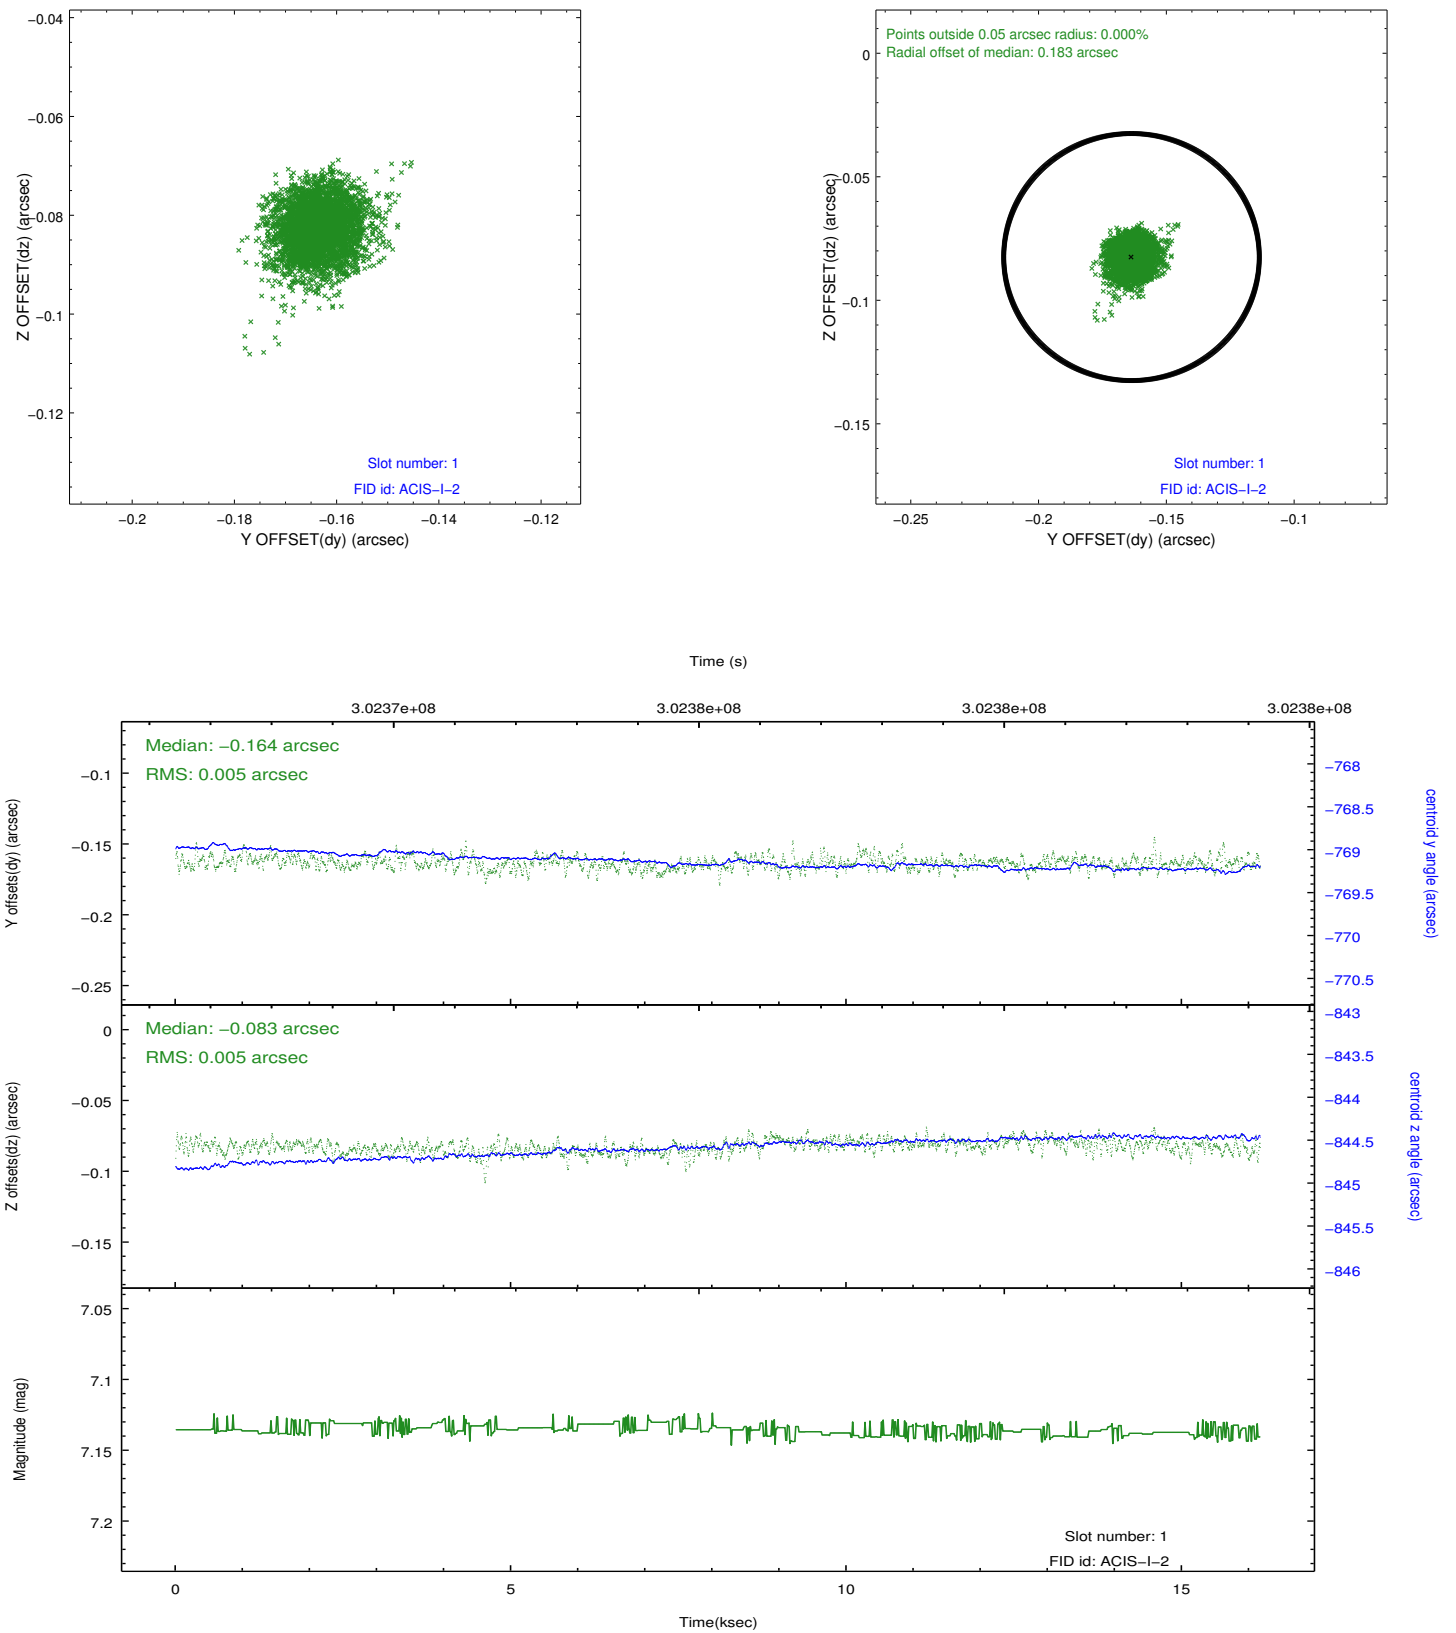 −0.04
−0.06
−0.08
−0.1
−0.12
Z OFFSET(dz) (arcsec)
−0.2
−0.18
−0.16
−0.14
−0.12
Y OFFSET(dy) (arcsec)
Slot number: 1
FID id: ACIS−I−2
Points outside 0.05 arcsec radius: 0.000%
Radial offset of median: 0.183 arcsec
0
−0.05
−0.1
−0.15
Z OFFSET(dz) (arcsec)
−0.25
−0.2
−0.15
−0.1
Y OFFSET(dy) (arcsec)
Slot number: 1
FID id: ACIS−I−2
Time (s)
3.0237e+08
3.0238e+08
3.0238e+08
3.0238e+08
Median: −0.164 arcsec
RMS: 0.005 arcsec
−0.1
−0.15
−0.2
−0.25
Y offsets(dy) (arcsec)
−768
−768.5
−769
−769.5
−770
−770.5
centroid y angle (arcsec)
Median: −0.083 arcsec
RMS: 0.005 arcsec
0
−0.05
−0.1
−0.15
Z offsets(dz) (arcsec)
−843
−843.5
−844
−844.5
−845
−845.5
−846
centroid z angle (arcsec)
7.05
7.1
7.15
7.2
Magnitude (mag)
Slot number: 1
FID id: ACIS−I−2
0
5
10
15
Time(ksec)